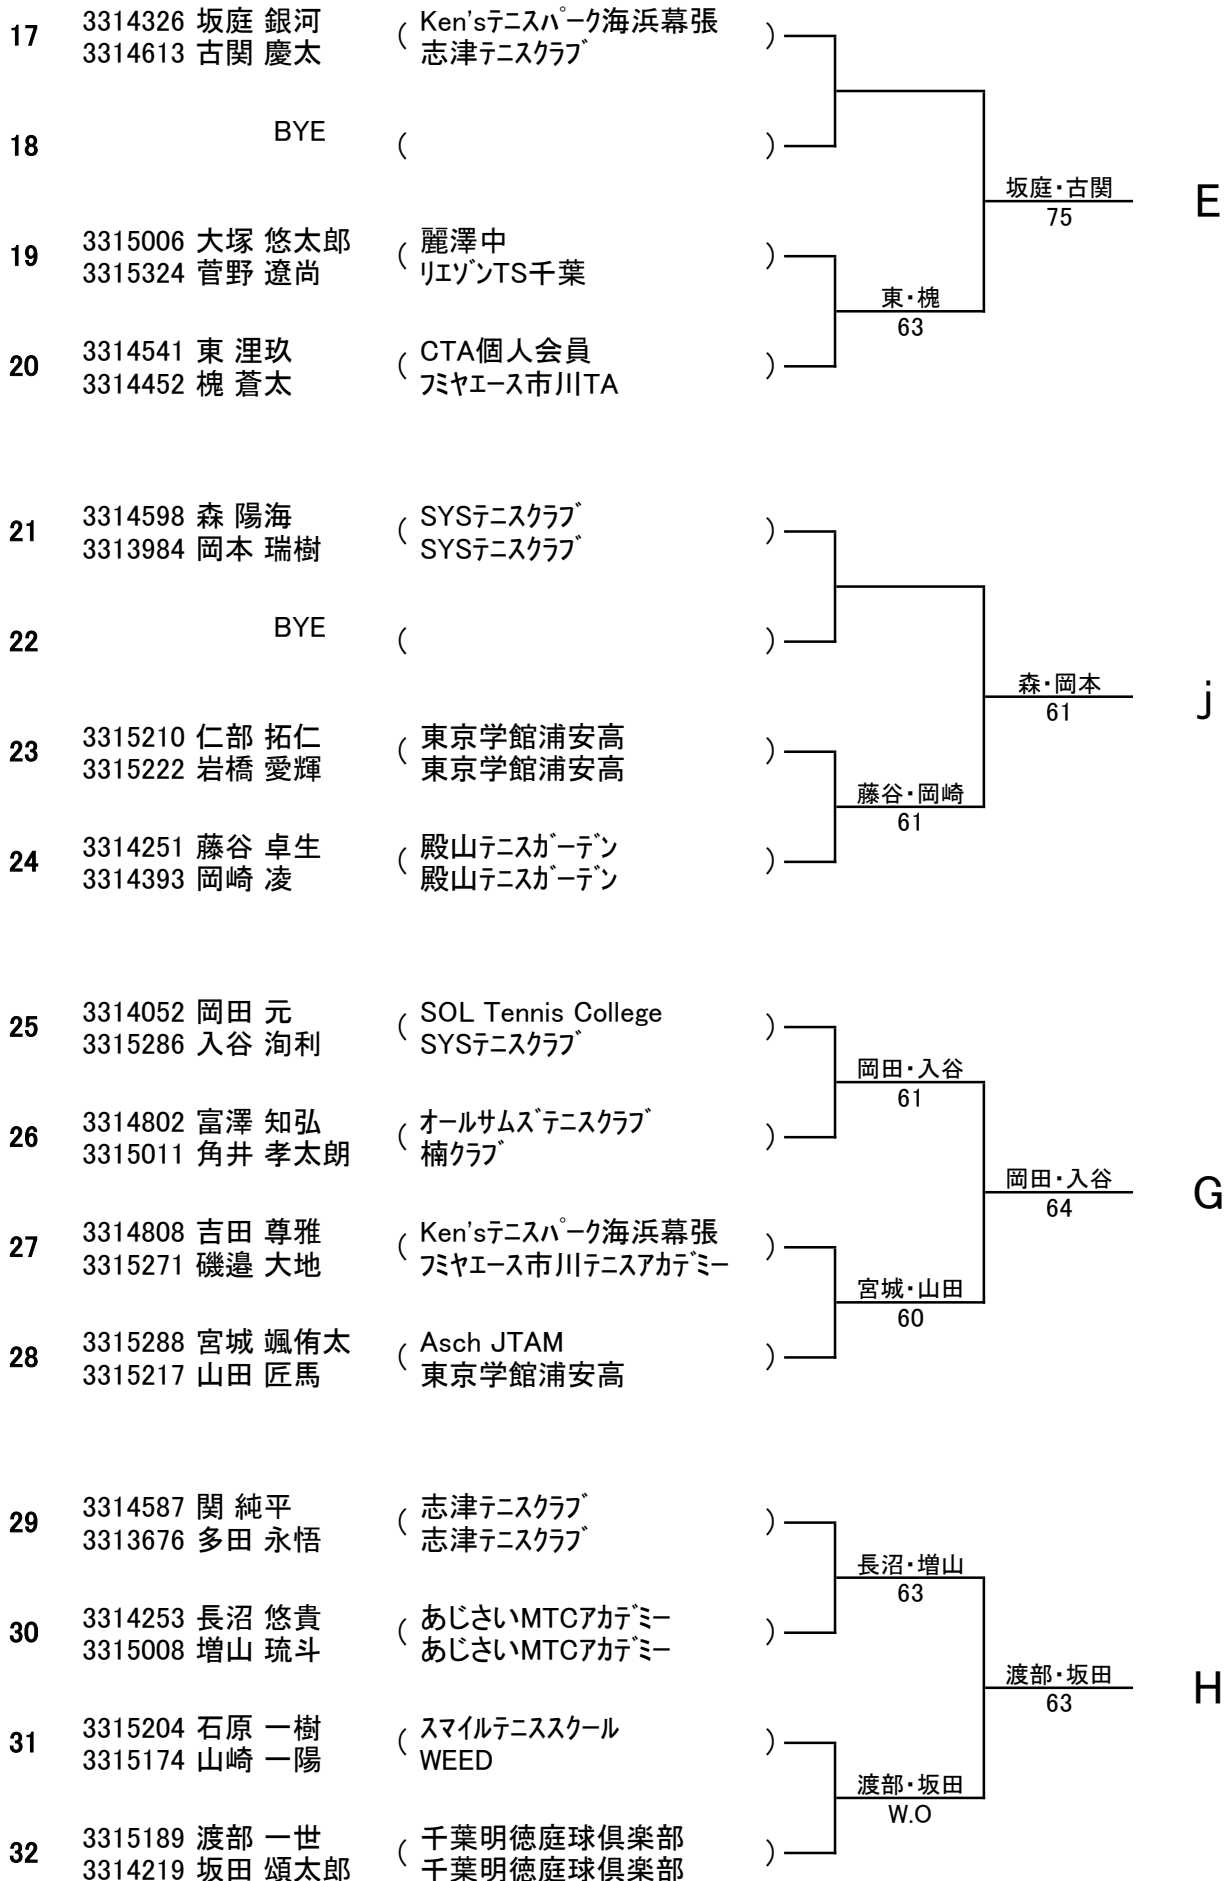 17 3314326 坂庭 銀河 ( Ken'sテニスパーク海浜幕張 )
3314613 古関 慶太 志津テニスクラブ
18 BYE ( )
坂庭・古関 E
75
19 3315006 大塚 悠太郎 ( 麗澤中 )
3315324 菅野 遼尚 リエゾンTS千葉
東・槐
63
20 3314541 東 浬玖 ( CTA個人会員 )
3314452 槐 蒼太 フミヤエース市川TA
21 3314598 森 陽海 ( SYSテニスクラブ )
3313984 岡本 瑞樹 SYSテニスクラブ
22 BYE ( )
森・岡本 j
61
23 3315210 仁部 拓仁 ( 東京学館浦安高 )
3315222 岩橋 愛輝 東京学館浦安高
藤谷・岡崎
61
24 3314251 藤谷 卓生 ( 殿山テニスガーデン )
3314393 岡崎 凌 殿山テニスガーデン
25 3314052 岡田 元 ( SOL Tennis College )
3315286 入谷 洵利 SYSテニスクラブ
岡田・入谷
61
26 3314802 富澤 知弘 ( オールサムズテニスクラブ )
3315011 角井 孝太朗 楠クラブ
岡田・入谷 G
64
27 3314808 吉田 尊雅 ( Ken'sテニスパーク海浜幕張 )
3315271 磯邉 大地 フミヤエース市川テニスアカデミー
宮城・山田
60
28 3315288 宮城 颯侑太 ( Asch JTAM )
3315217 山田 匠馬 東京学館浦安高
29 3314587 関 純平 ( 志津テニスクラブ )
3313676 多田 永悟 志津テニスクラブ
長沼・増山
63
30 3314253 長沼 悠貴 ( あじさいMTCアカデミー )
3315008 増山 琉斗 あじさいMTCアカデミー
渡部・坂田 H
63
31 3315204 石原 一樹 ( スマイルテニススクール )
3315174 山崎 一陽 WEED
渡部・坂田
W.O
32 3315189 渡部 一世 ( 千葉明徳庭球倶楽部 )
3314219 坂田 頌太郎 千葉明徳庭球倶楽部